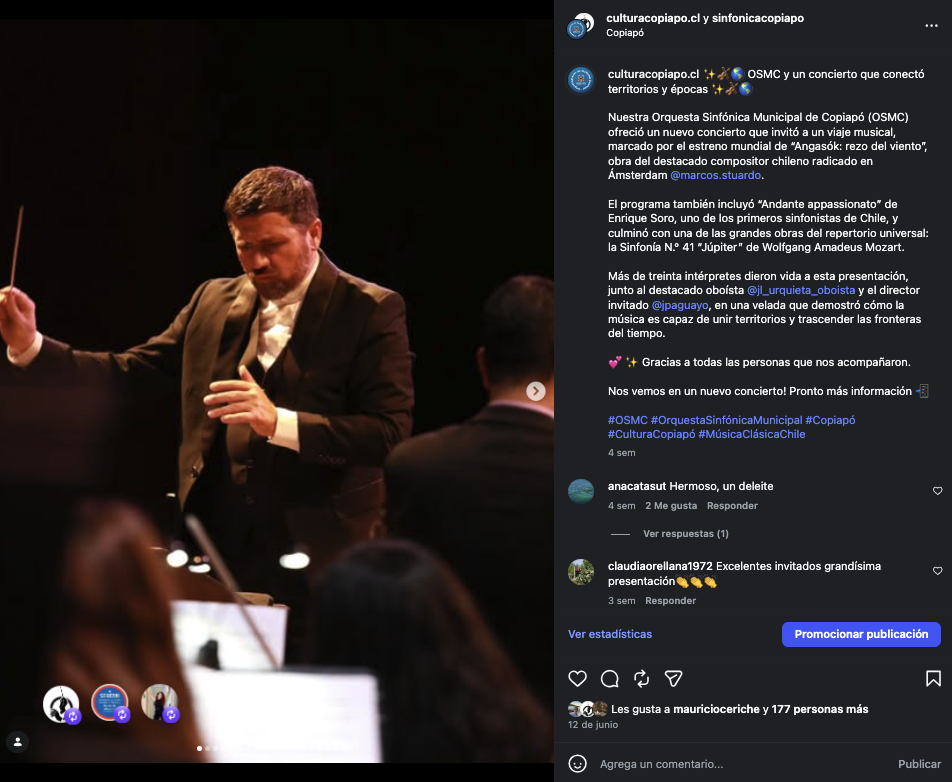 culturacopiapo.cl y sinfonicacopiapo
Copiapó
culturacopiapo.cl ✨🎻🌎 OSMC y un concierto que conectó
territorios y épocas ✨🎻🌎
Nuestra Orquesta Sinfónica Municipal de Copiapó (OSMC)
ofreció un nuevo concierto que invitó a un viaje musical,
marcado por el estreno mundial de “Angasók: rezo del viento”,
obra del destacado compositor chileno radicado en
Ámsterdam @marcos.stuardo.
El programa también incluyó “Andante appassionato” de
Enrique Soro, uno de los primeros sinfonistas de Chile, y
culminó con una de las grandes obras del repertorio universal:
la Sinfonía N.º 41 “Júpiter” de Wolfgang Amadeus Mozart.
Más de treinta intérpretes dieron vida a esta presentación,
junto al destacado oboísta @jl_urquieta_oboista y el director
invitado @jpaguayo, en una velada que demostró cómo la
música es capaz de unir territorios y trascender las fronteras
del tiempo.
💕 ✨ Gracias a todas las personas que nos acompañaron.
Nos vemos en un nuevo concierto! Pronto más información 📲
#OSMC #OrquestaSinfónicaMunicipal #Copiapó
#CulturaCopiapó #MúsicaClásicaChile
4 sem
anacatasut Hermoso, un deleite
4 sem 2 Me gusta Responder
Ver respuestas (1)
claudiaorellana1972 Excelentes invitados grandísima
presentación👏👏👏
3 sem Responder
Ver estadísticas
Promocionar publicación
Les gusta a mauricioceriche y 177 personas más
12 de junio
Agrega un comentario...
Publicar